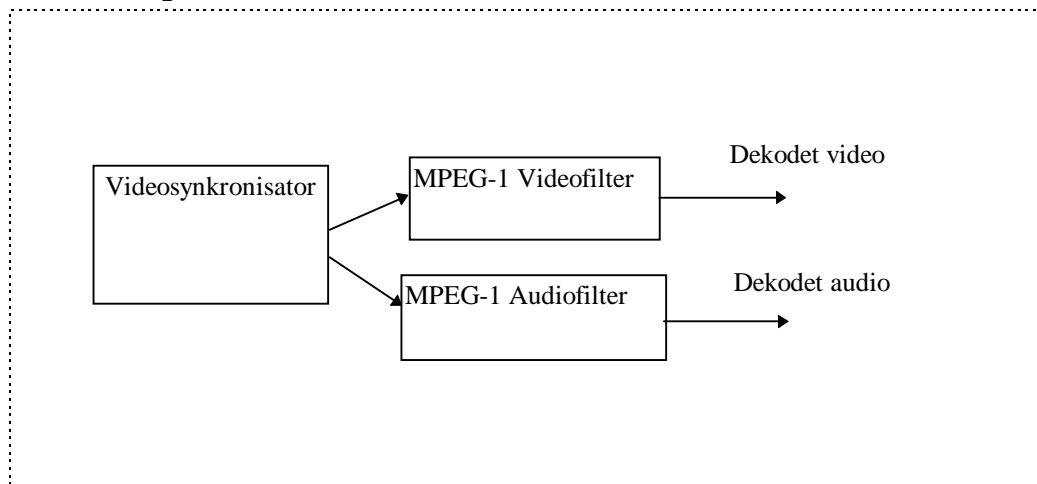 Videosynkronisator
MPEG-1 Videofilter
Dekodet video
MPEG-1 Audiofilter
Dekodet audio